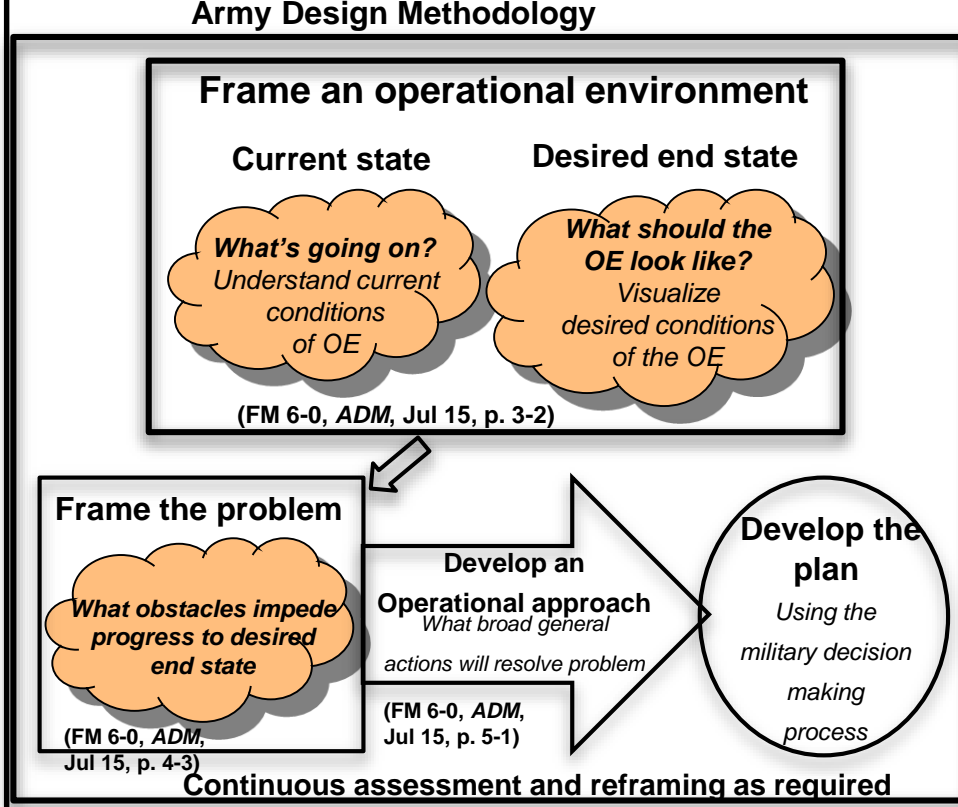 Army Design Methodology
Frame an operational environment
Current state
What's going on?
Understand current
conditions
of OE
Desired end state
What should the
OE look like?
Visualize
desired conditions
of the OE
(FM 6-0, ADM, Jul 15, p. 3-2)
Frame the problem
What obstacles impede
progress to desired
end state
(FM 6-0, ADM,
Jul 15, p. 4-3)
Develop an
Operational approach
What broad general
actions will resolve problem
(FM 6-0, ADM,
Jul 15, p. 5-1)
Develop the
plan
Using the
military decision
making
process
Continuous assessment and reframing as required